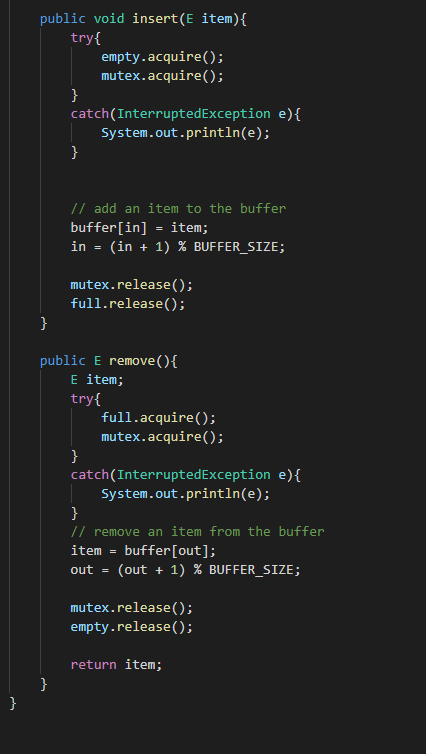 public void insert(E item){
try{
empty.acquire();
mutex.acquire();
}
catch(InterruptedException e){
System.out.println(e);
}
// add an item to the buffer
buffer[in] = item;
in = (in + 1) % BUFFER_SIZE;
mutex.release();
full.release();
}
public E remove(){
E item;
try{
full.acquire();
mutex.acquire();
}
catch(InterruptedException e){
System.out.println(e);
}
// remove an item from the buffer
item = buffer[out];
out = (out + 1) % BUFFER_SIZE;
mutex.release();
empty.release();
return item;
}
}